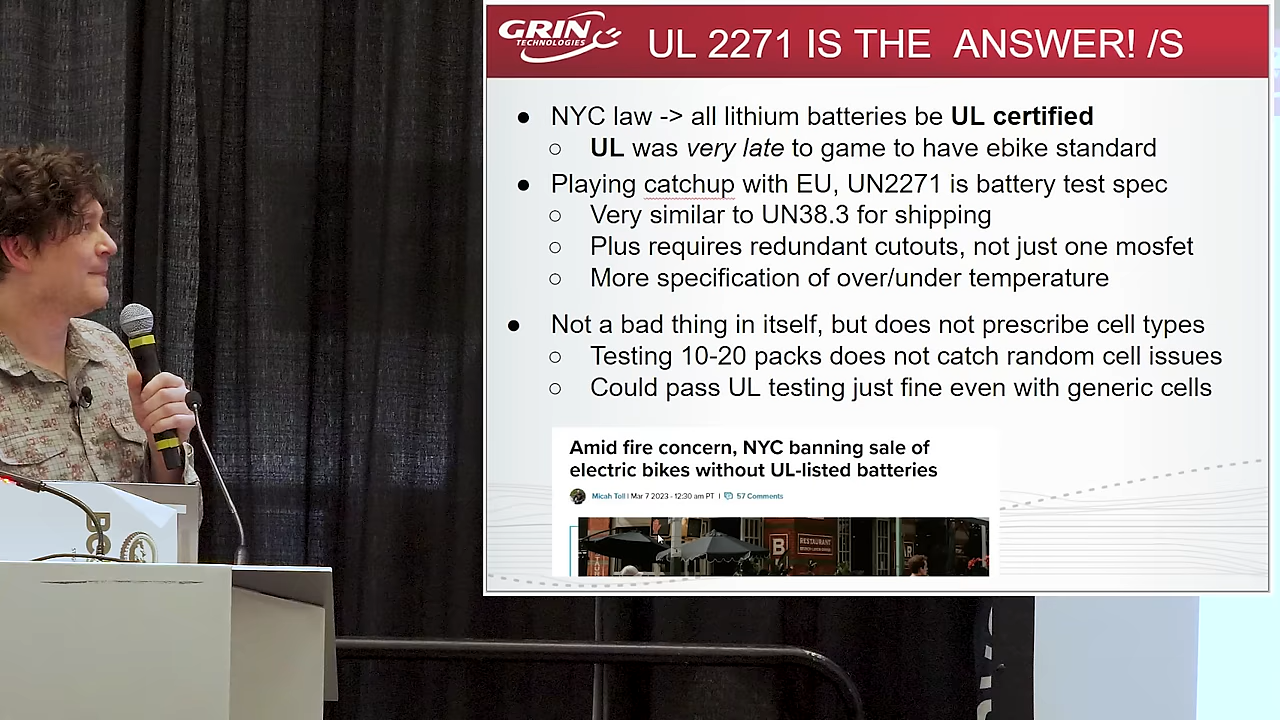 GRIN
TECHNOLOGIES
UL 2271 IS THE ANSWER! /S
● NYC law -> all lithium batteries be UL certified
○ UL was very late to game to have ebike standard
● Playing catchup with EU, UN2271 is battery test spec
○ Very similar to UN38.3 for shipping
○ Plus requires redundant cutouts, not just one mosfet
○ More specification of over/under temperature
● Not a bad thing in itself, but does not prescribe cell types
○ Testing 10-20 packs does not catch random cell issues
○ Could pass UL testing just fine even with generic cells
Amid fire concern, NYC banning sale of
electric bikes without UL-listed batteries
Micah Toll | Mar 7 2023 - 12:30 am PT | 57 Comments
B
RESTAURANT